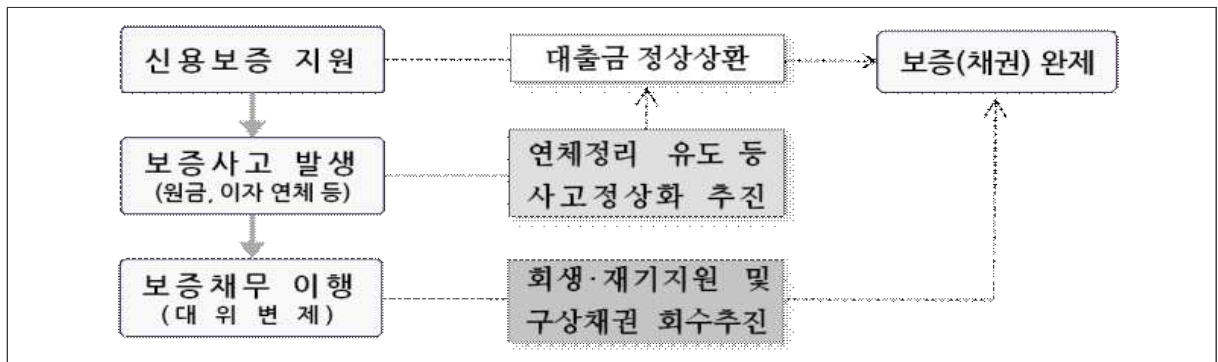 신용보증 지원
대출금 정상상환
보증(채권) 완제
보증사고 발생
(원금, 이자 연체 등)
연체정리 유도 등
사고정상화 추진
보증채무 이행
(대 위 변 제)
회생·재기지원 및
구상채권 회수추진